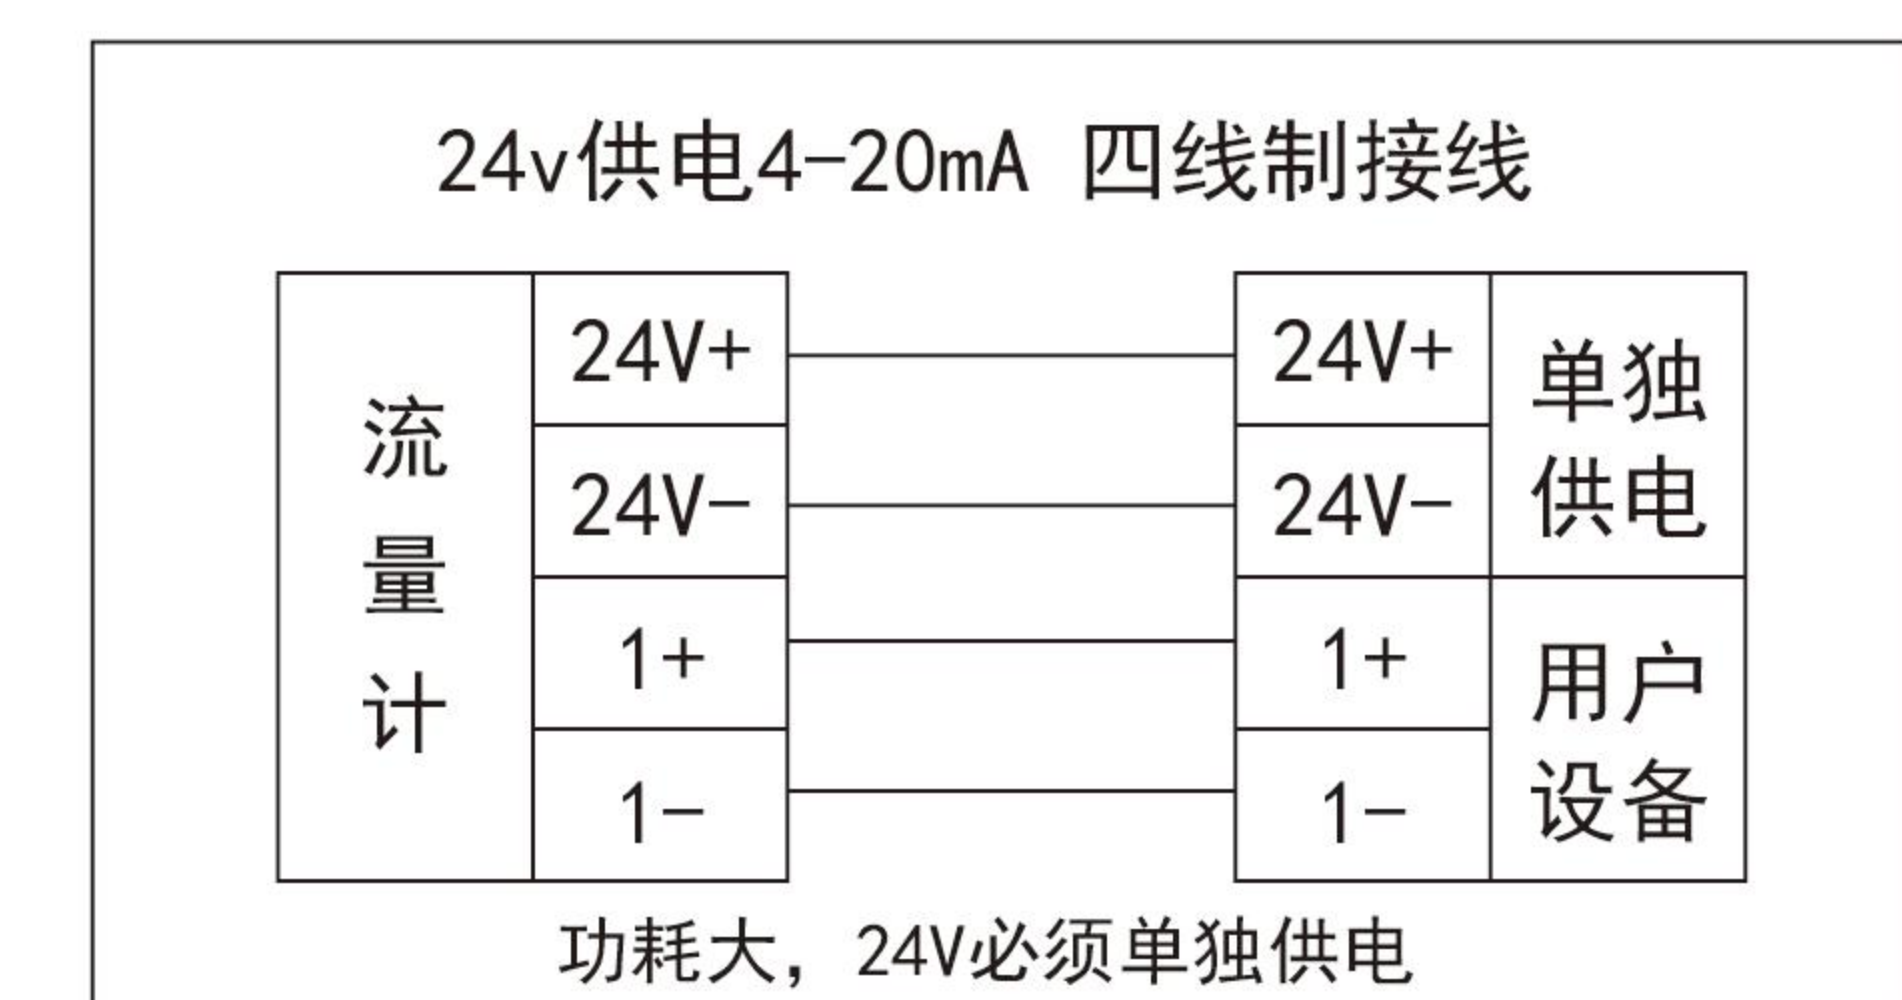 24v供电4-20mA 四线制接线
流量计
24V+
24V-
1+
1-
24V+
24V-
1+
1-
单独
供电
用户
设备
功耗大，24V必须单独供电